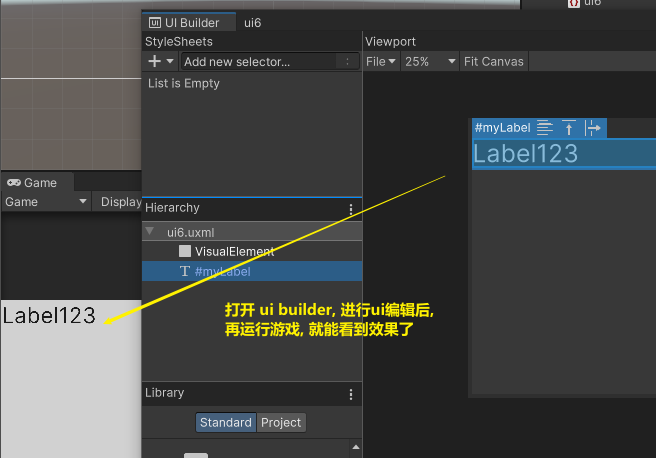 ui6
UI Builder
ui6
StyleSheets
Viewport
Add new selector...
File
25%
Fit Canvas
List is Empty
#myLabel
Label123
Game
Game
Display
Hierarchy
ui6.uxml
VisualElement
#myLabel
Label123
打开 ui builder, 进行ui编辑后,
再运行游戏, 就能看到效果了
Library
Standard
Project